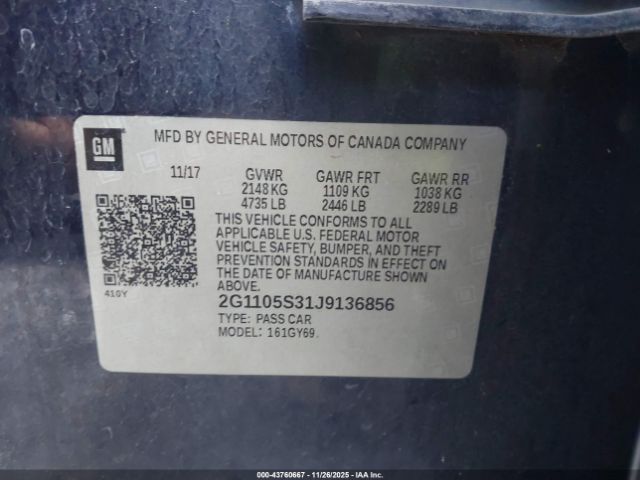 GM
MFD BY GENERAL MOTORS OF CANADA COMPANY
11/17 GVWR GAWR FRT GAWR RR
2148 KG 1109 KG 1038 KG
4735 LB 2446 LB 2289 LB
THIS VEHICLE CONFORMS TO ALL
APPLICABLE U.S. FEDERAL MOTOR
VEHICLE SAFETY, BUMPER, AND THEFT
PREVENTION STANDARDS IN EFFECT ON
THE DATE OF MANUFACTURE SHOWN
ABOVE.
41GY
2G1105S31J9136856
TYPE: PASS CAR
MODEL: 161GY69.
000-43760667 - 11/26/2025 - IAA Inc.